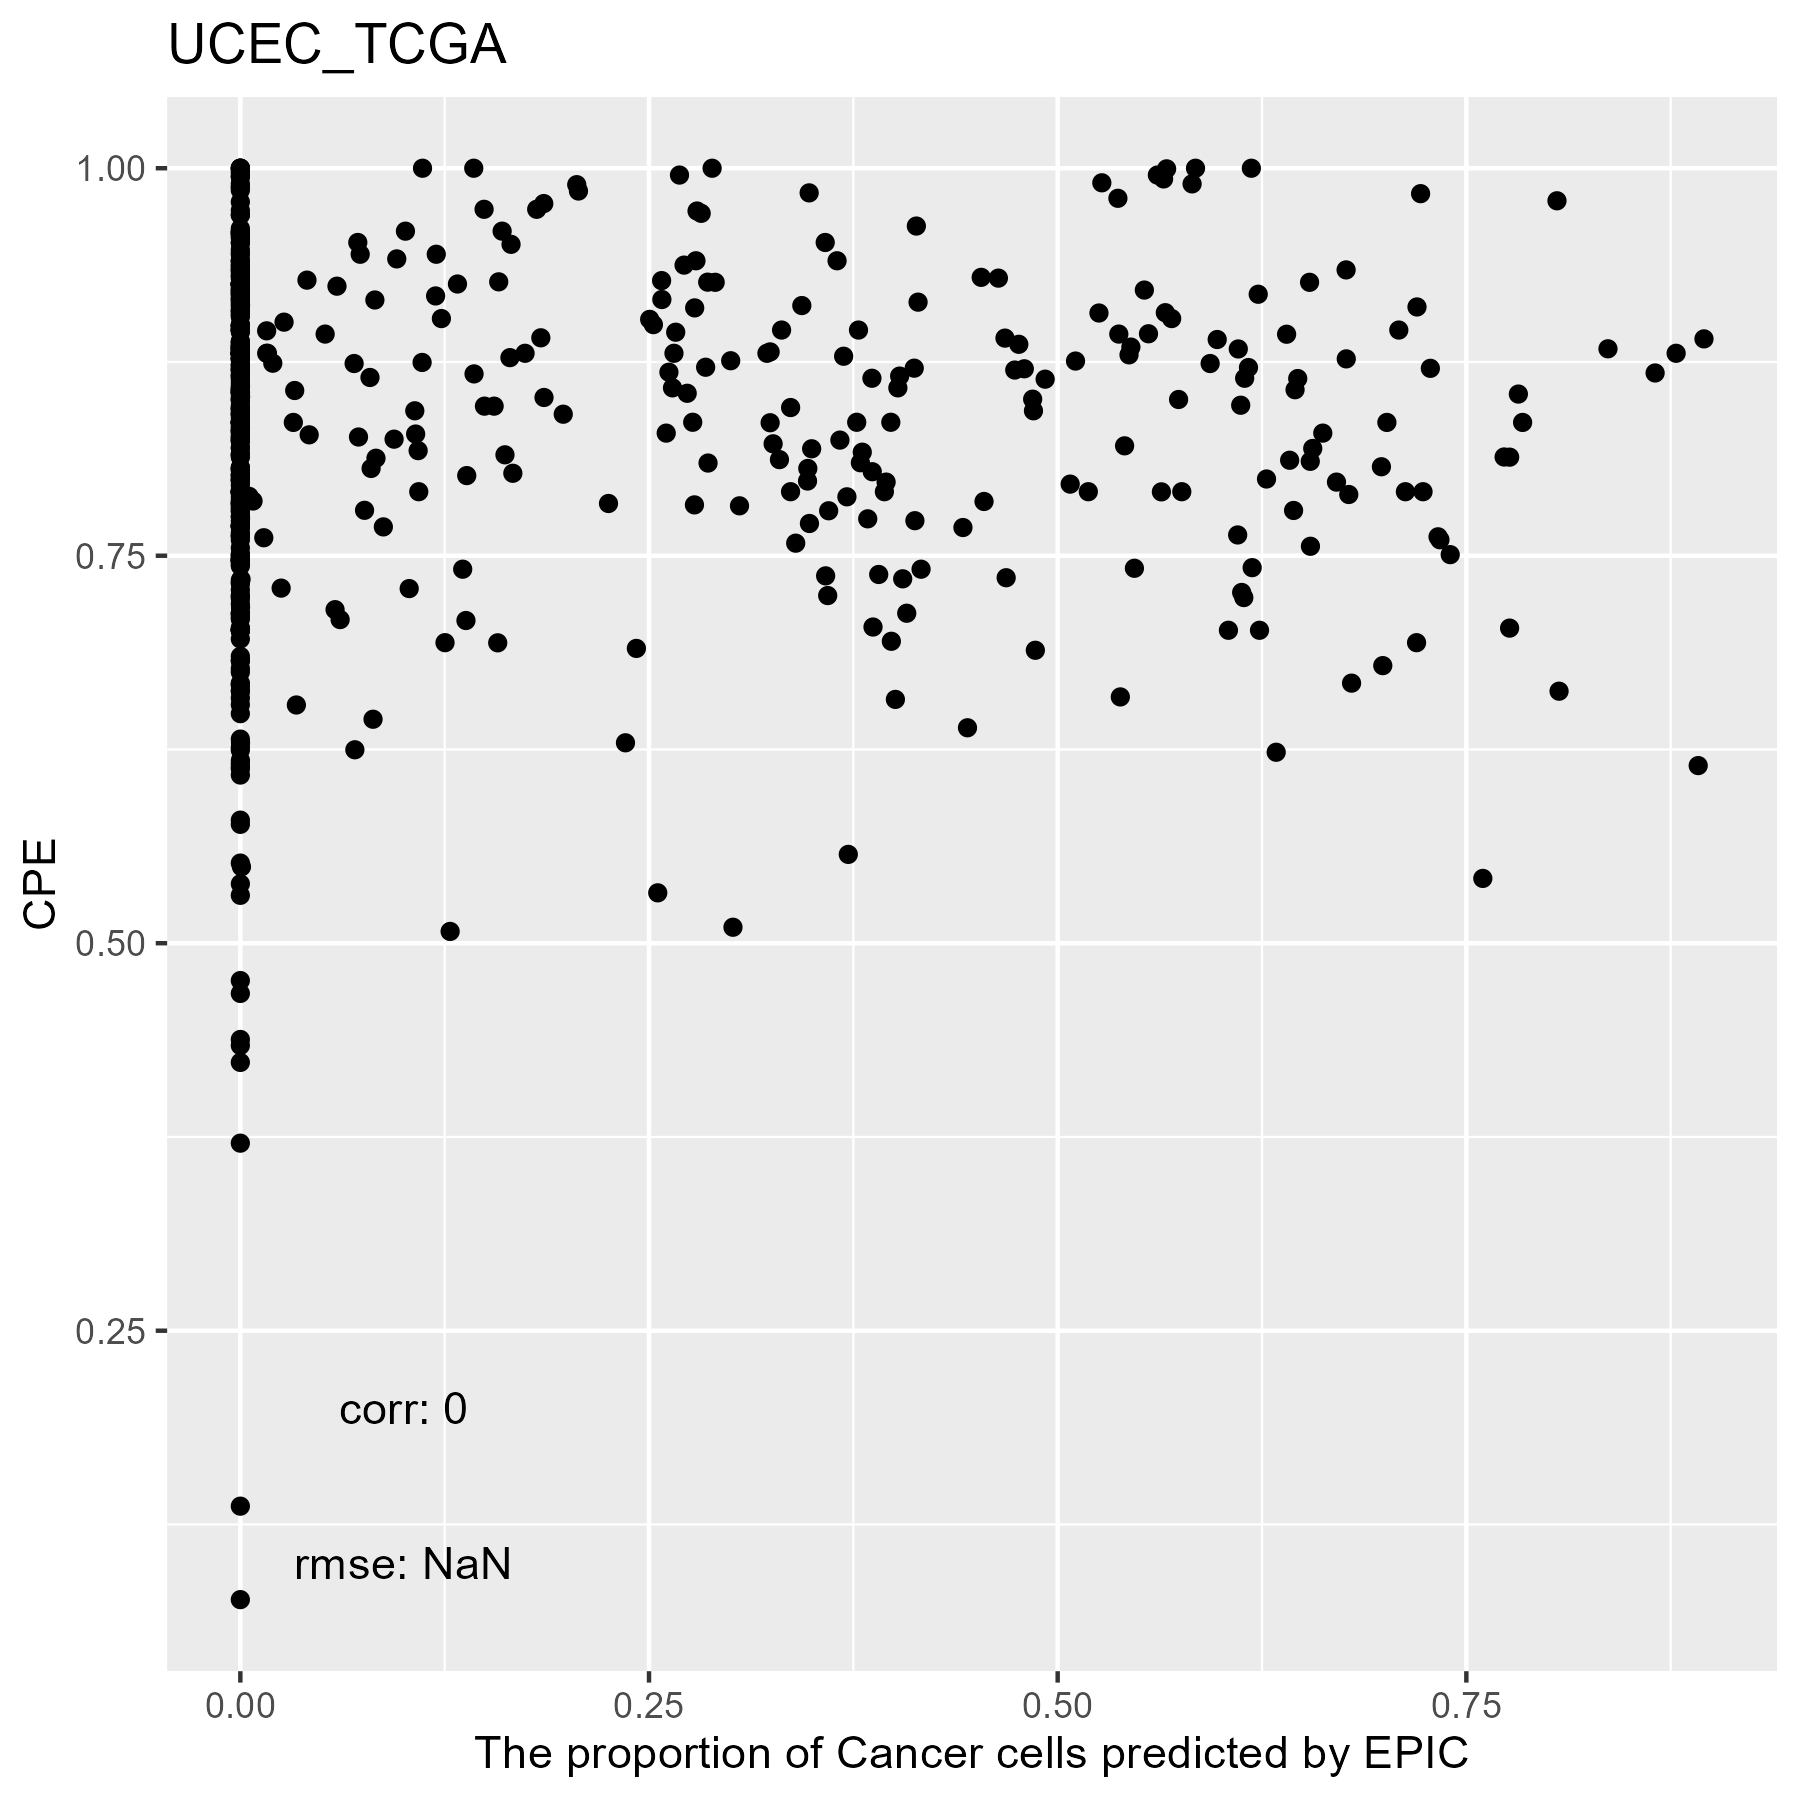 UCEC_TCGA
1.00
0.75
0.50
0.25
CPE
corr: 0
rmse: NaN
0.00 0.25 0.50 0.75
The proportion of Cancer cells predicted by EPIC